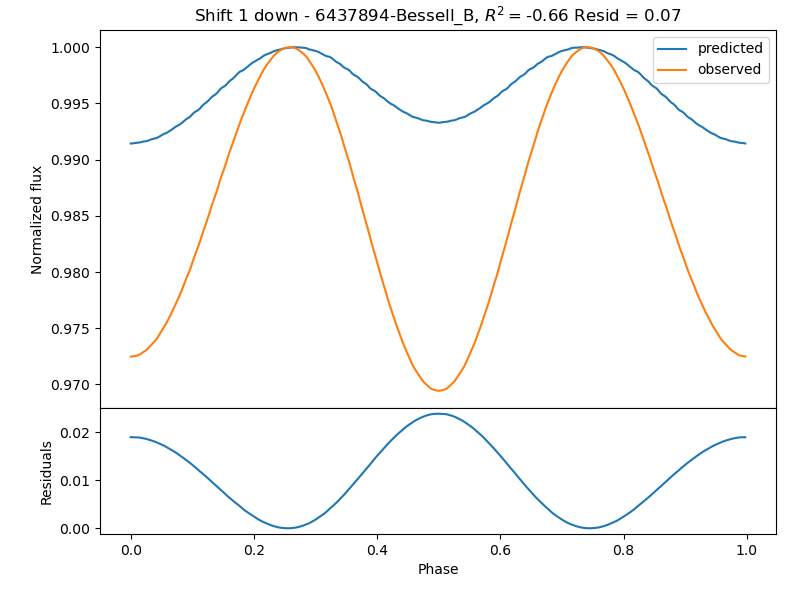 Shift 1 down - 6437894-Bessell_B, R² = -0.66 Resid = 0.07
predicted
observed
Normalized flux
1.000
0.995
0.990
0.985
0.980
0.975
0.970
Residuals
0.02
0.01
0.00
0.0 0.2 0.4 0.6 0.8 1.0
Phase